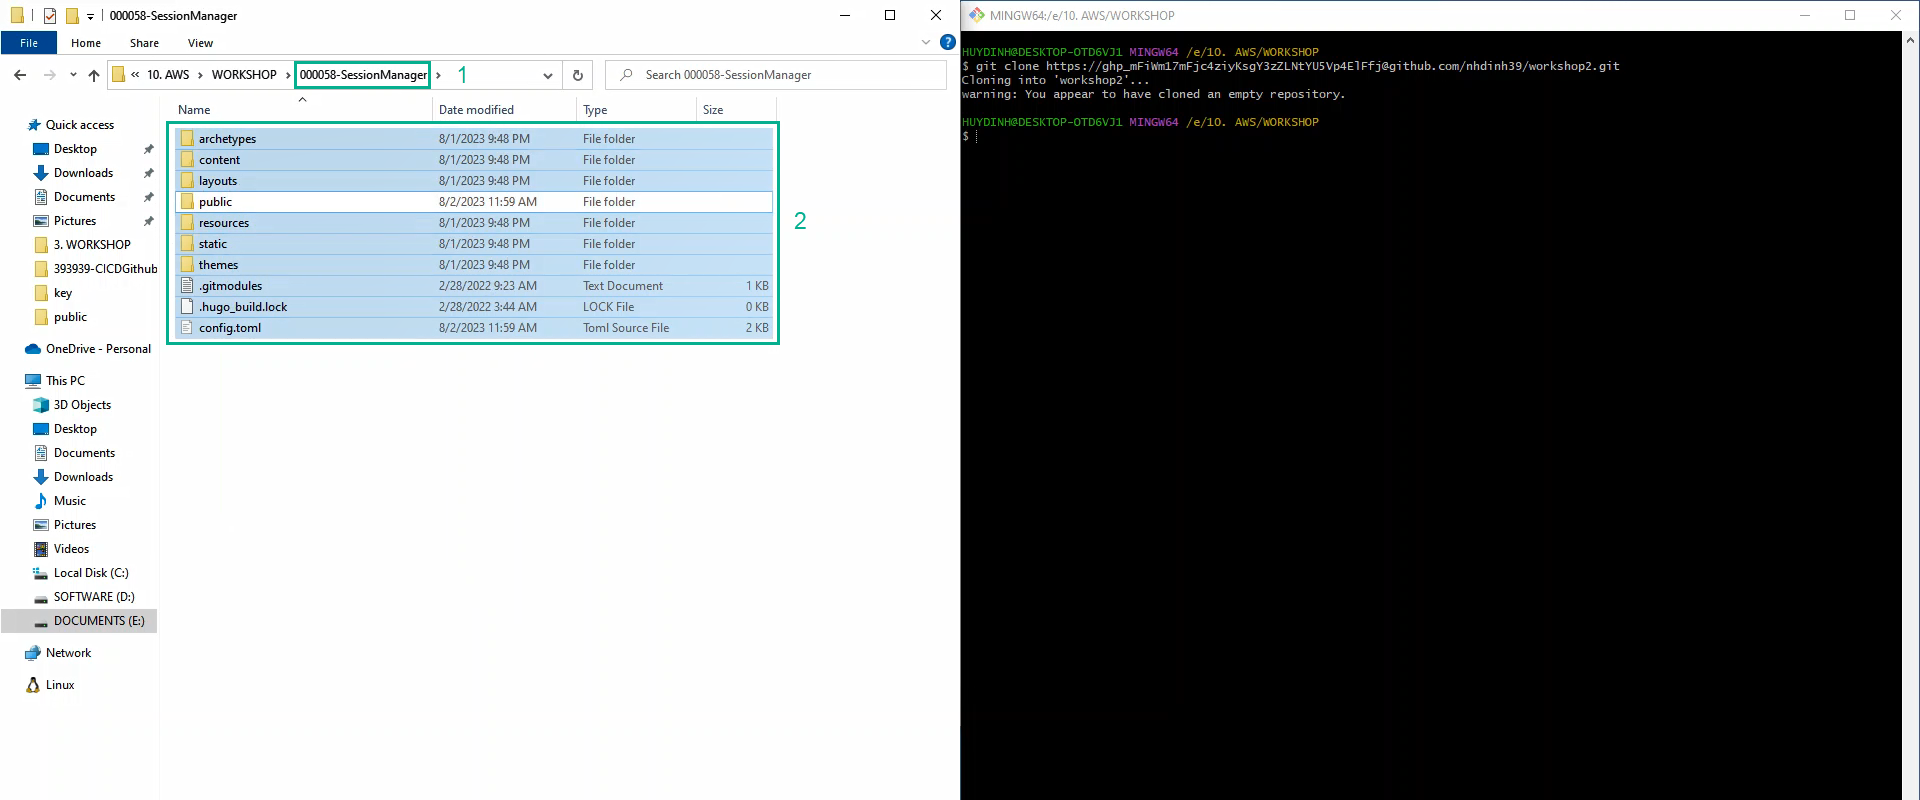 000058-SessionManager
File Home Share View
« 10. AWS › WORKSHOP › 000058-SessionManager › 1
Search 000058-SessionManager
Name Date modified Type Size
Quick access
Desktop
Downloads
Documents
Pictures
3. WORKSHOP
393939-CICDGithub
key
public
OneDrive - Personal
This PC
3D Objects
Desktop
Documents
Downloads
Music
Pictures
Videos
Local Disk (C:)
SOFTWARE (D:)
DOCUMENTS (E:)
Network
Linux
archetypes 8/1/2023 9:48 PM File folder
content 8/1/2023 9:48 PM File folder
layouts 8/1/2023 9:48 PM File folder
public 8/2/2023 11:59 AM File folder
resources 8/1/2023 9:48 PM File folder
static 8/1/2023 9:48 PM File folder
themes 8/1/2023 9:48 PM File folder
.gitmodules 2/28/2022 9:23 AM Text Document 1 KB
.hugo_build.lock 2/28/2022 3:44 AM LOCK File 0 KB
config.toml 8/2/2023 11:59 AM Toml Source File 2 KB
2
MINGW64:/e/10. AWS/WORKSHOP
HUYDINH@DESKTOP-OTD6VJ1 MINGW64 /e/10. AWS/WORKSHOP
$ git clone https://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@github.com/nhdinh39/workshop2.git
Cloning into 'workshop2'...
warning: You appear to have cloned an empty repository.
HUYDINH@DESKTOP-OTD6VJ1 MINGW64 /e/10. AWS/WORKSHOP
$